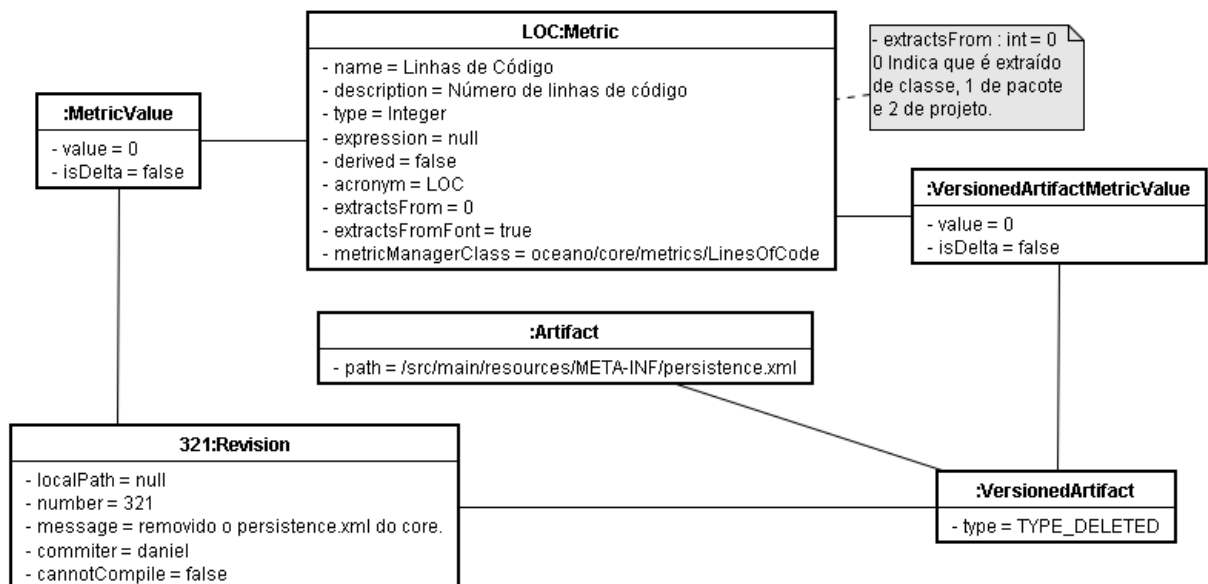 LOC:Metric
- name = Linhas de Código
- description = Número de linhas de código
- type = Integer
- expression = null
- derived = false
- acronym = LOC
- extractsFrom = 0
- extractsFromFont = true
- metricManagerClass = oceano/core/metrics/LinesOfCode
- extractsFrom : int = 0
0 Indica que é extraído
de classe, 1 de pacote
e 2 de projeto.
:MetricValue
- value = 0
- isDelta = false
:VersionedArtifactMetricValue
- value = 0
- isDelta = false
:Artifact
- path = /src/main/resources/META-INF/persistence.xml
321:Revision
- localPath = null
- number = 321
- message = removido o persistence.xml do core.
- commiter = daniel
- cannotCompile = false
:VersionedArtifact
- type = TYPE_DELETED